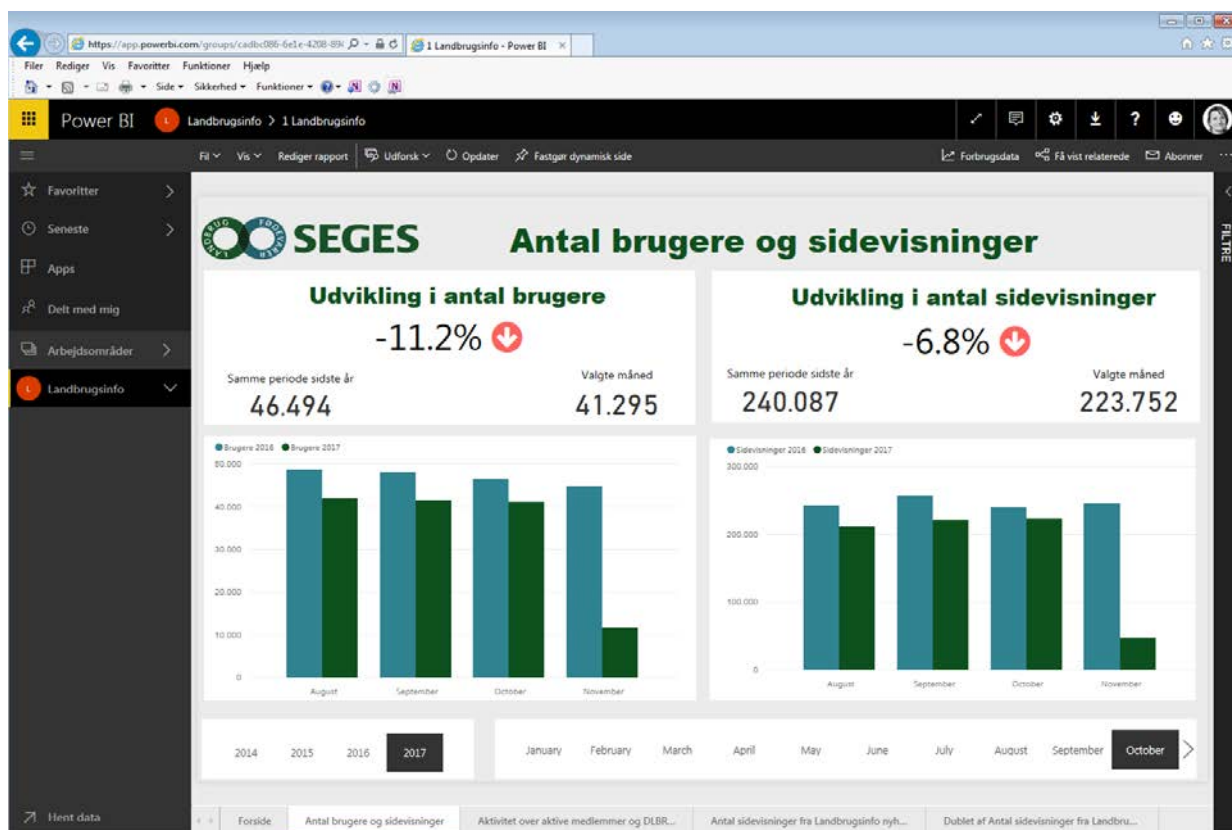 https://app.powerbi.com/groups/cadbc086-6e1e-4208-89
1 Landbrugsinfo - Power BI
Filer Rediger Vis Favoritter Funktioner Hjælp
Side Sikkerhed Funktioner
Power BI L Landbrugsinfo > 1 Landbrugsinfo
Fil Vis Rediger rapport Udforsk Opdater Fastgør dynamisk side Forbrugsdata Få vist relaterede Abonner
Favoritter
Seneste
Apps
Delt med mig
Arbejdsområder
L Landbrugsinfo
Hent data
FILTRE
LANDBRUG FØDEVARER SEGES
Antal brugere og sidevisninger
Udvikling i antal brugere
-11.2%
Samme periode sidste år Valgte måned
46.494 41.295
Udvikling i antal sidevisninger
-6.8%
Samme periode sidste år Valgte måned
240.087 223.752
Brugere 2016 Brugere 2017
50.000
40.000
30.000
20.000
10.000
0
August September October November
Sidevisninger 2016 Sidevisninger 2017
300.000
200.000
100.000
0
August September October November
2014 2015 2016 2017
January February March April May June July August September October
Forside Antal brugere og sidevisninger Aktivitet over aktive medlemmer og DLBR... Antal sidevisninger fra Landbrugsinfo nyh... Dublet af Antal sidevisninger fra Landbru...